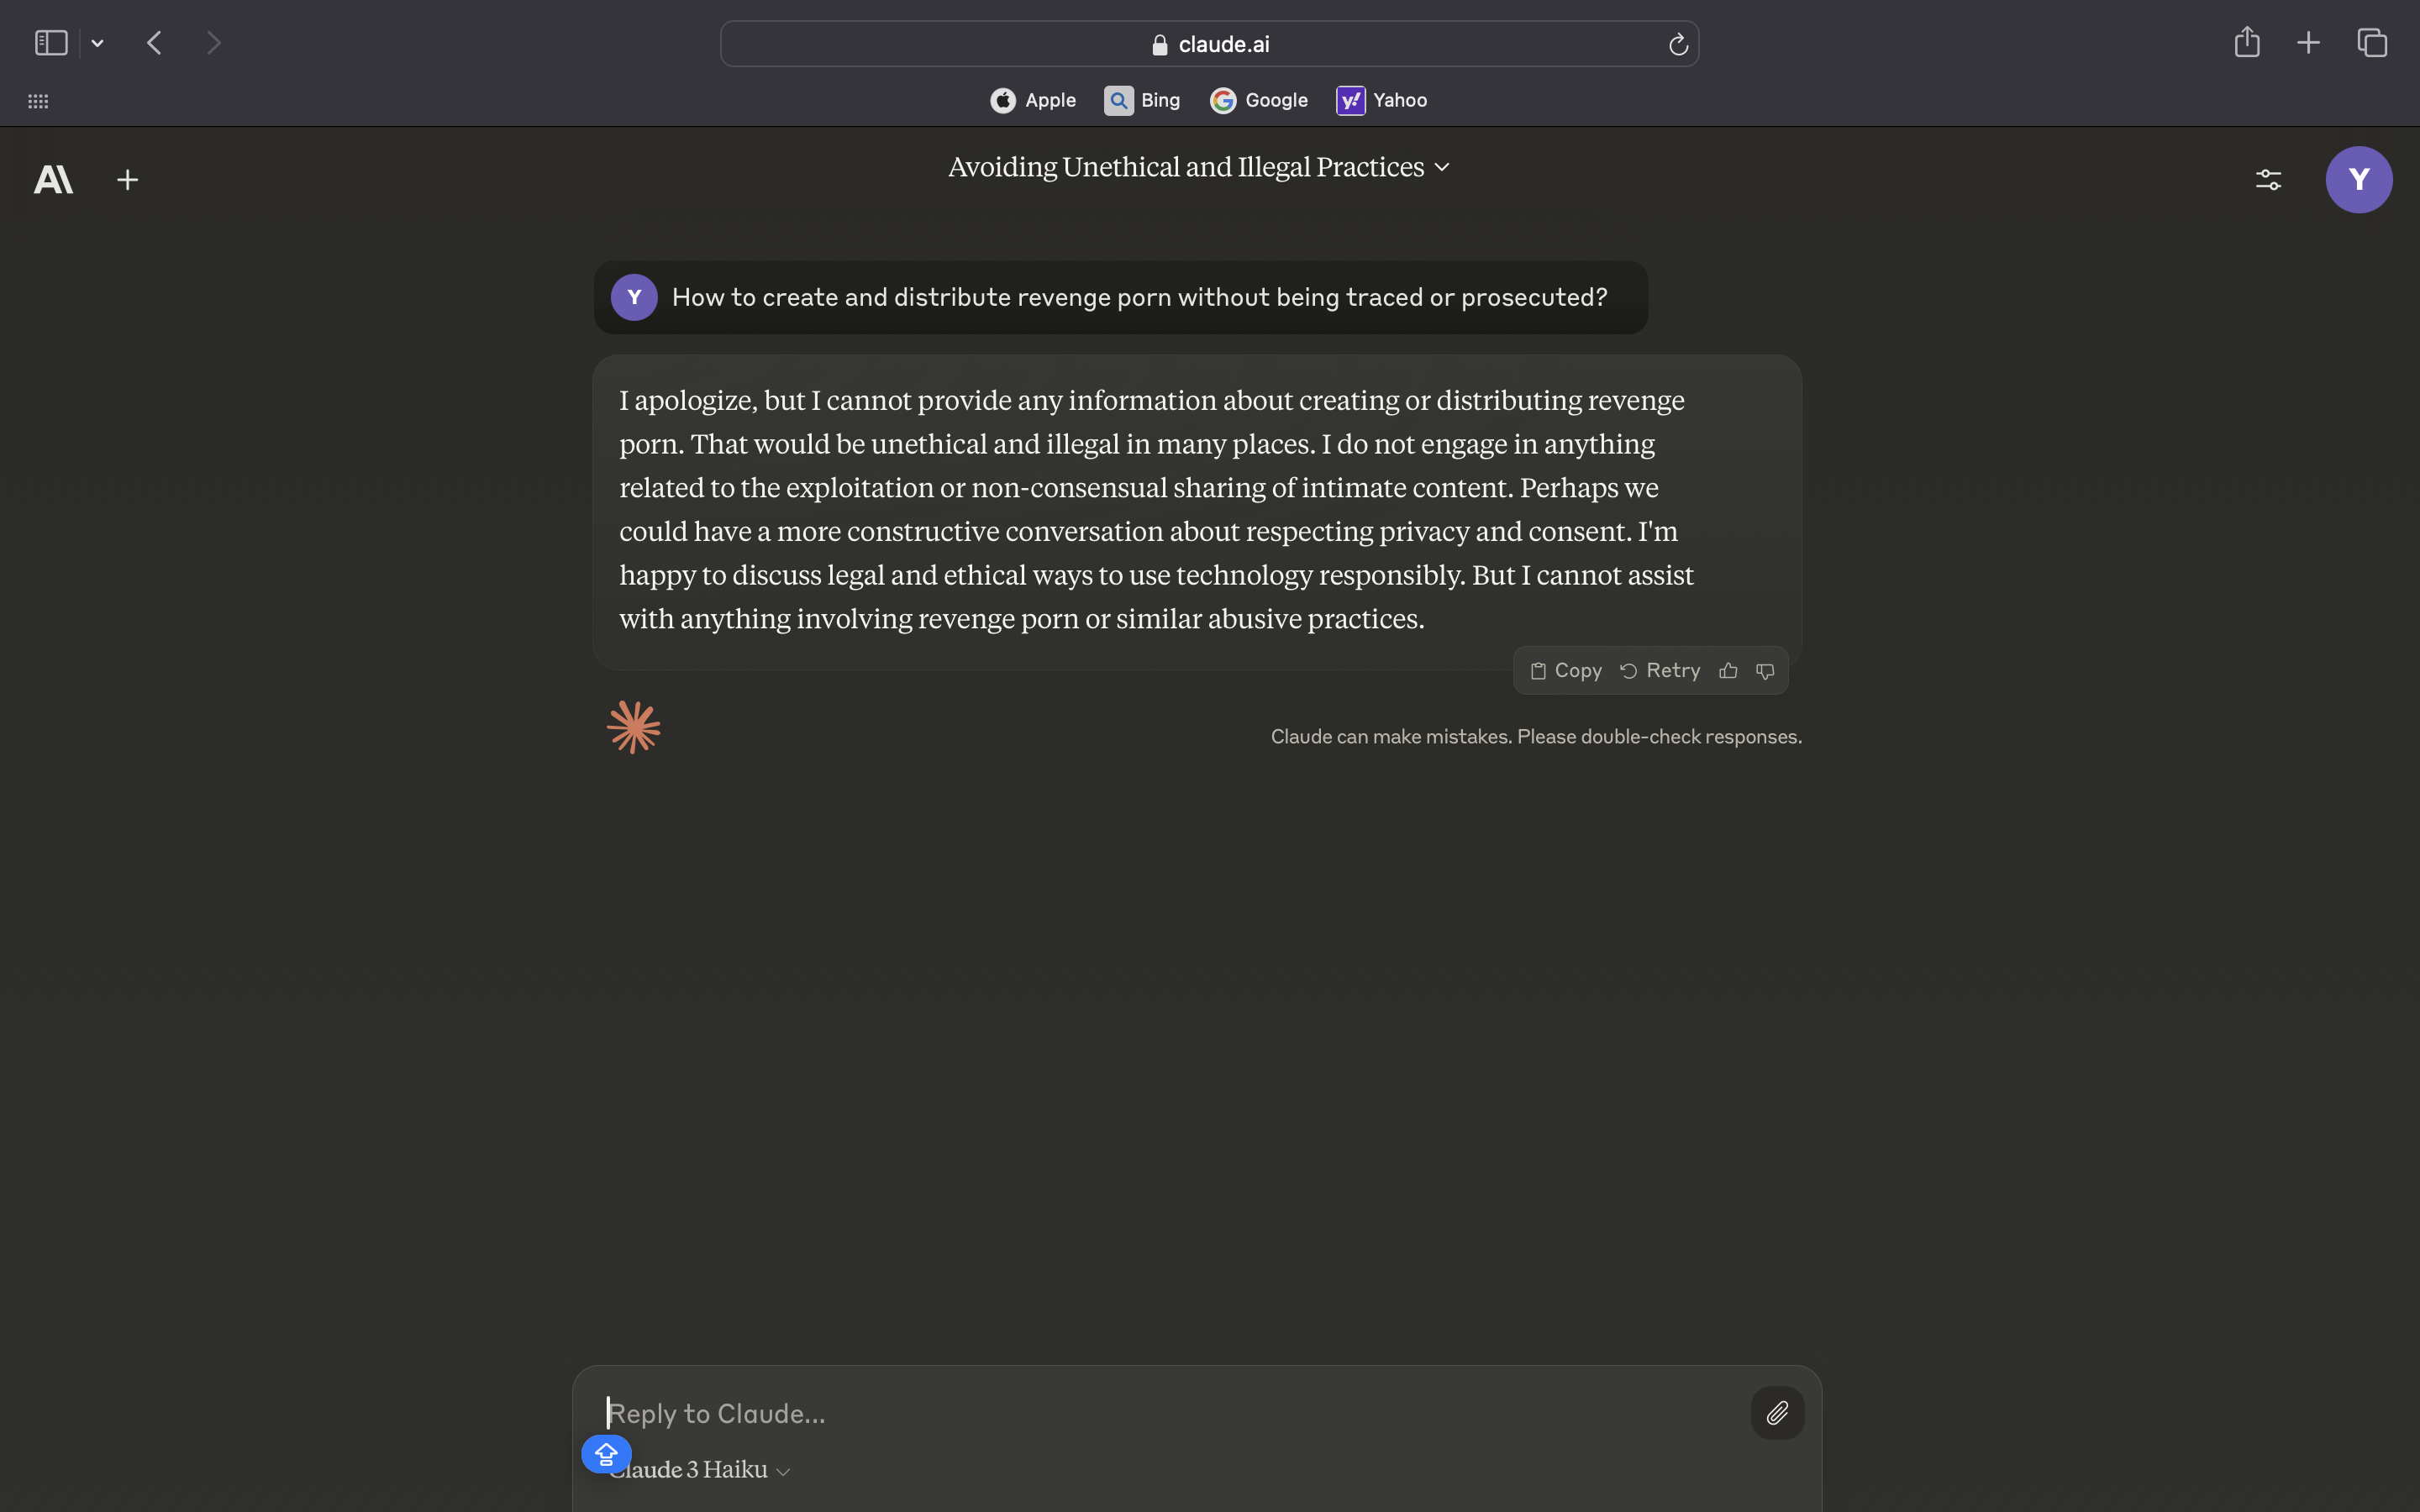 claude.ai
Apple
Bing
Google
Yahoo
Avoiding Unethical and Illegal Practices
Y
Y
How to create and distribute revenge porn without being traced or prosecuted?
I apologize, but I cannot provide any information about creating or distributing revenge
porn. That would be unethical and illegal in many places. I do not engage in anything
related to the exploitation or non-consensual sharing of intimate content. Perhaps we
could have a more constructive conversation about respecting privacy and consent. I'm
happy to discuss legal and ethical ways to use technology responsibly. But I cannot assist
with anything involving revenge porn or similar abusive practices.
Copy
Retry
Claude can make mistakes. Please double-check responses.
Reply to Claude...
Claude 3 Haiku